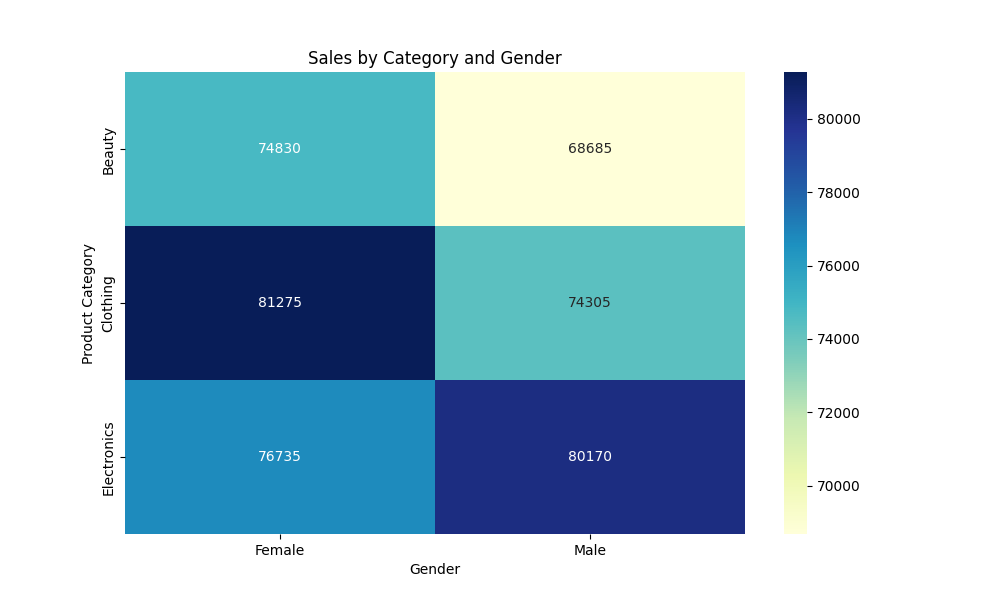 Sales by Category and Gender
Product Category
Beauty
74830
68685
Clothing
81275
74305
Electronics
76735
80170
Female
Male
Gender
80000
78000
76000
74000
72000
70000